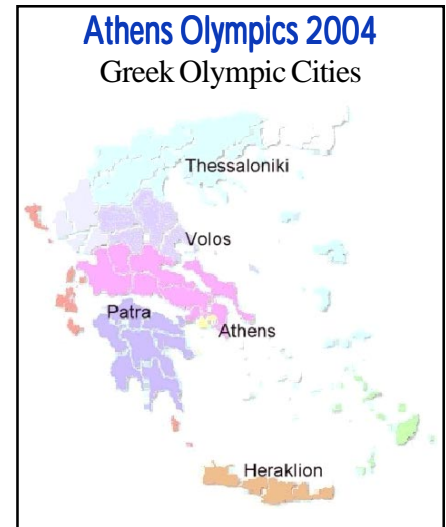 Athens Olympics 2004
Greek Olympic Cities
Thessaloniki
Volos
Patra
Athens
Heraklion